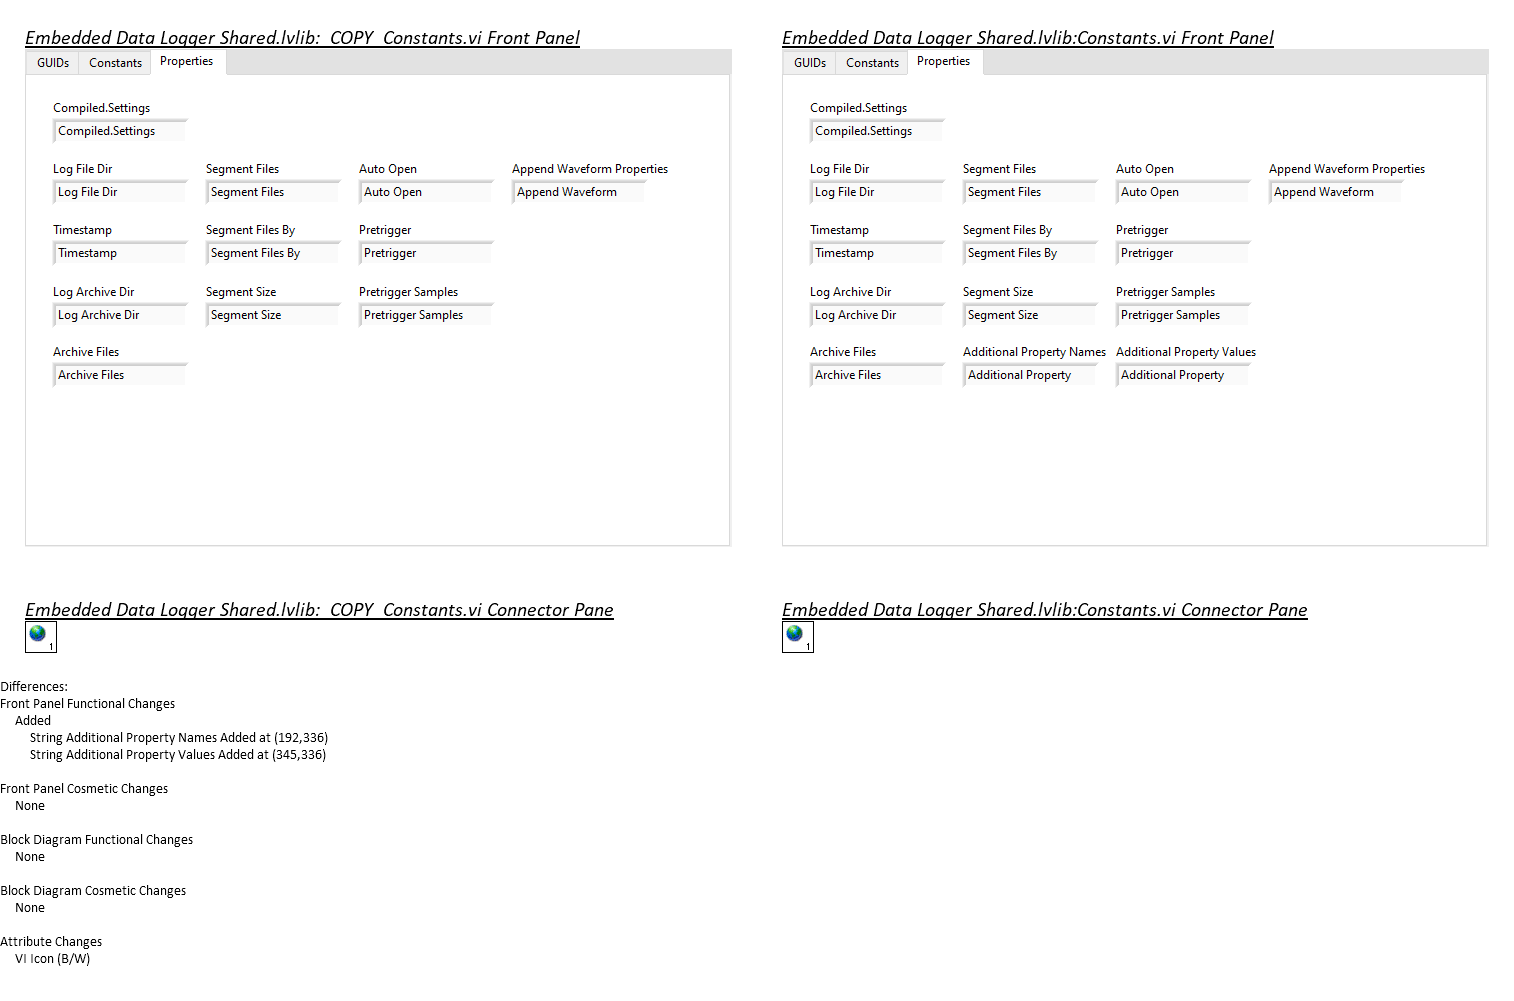 Embedded Data Logger Shared.lvlib:_COPY_Constants.vi Front Panel
GUIDs Constants Properties
Compiled.Settings
Compiled.Settings
Log File Dir Segment Files Auto Open Append Waveform Properties
Log File Dir Segment Files Auto Open Append Waveform
Timestamp Segment Files By Pretrigger
Timestamp Segment Files By Pretrigger
Log Archive Dir Segment Size Pretrigger Samples
Log Archive Dir Segment Size Pretrigger Samples
Archive Files
Archive Files
Embedded Data Logger Shared.lvlib:Constants.vi Front Panel
GUIDs Constants Properties
Compiled.Settings
Compiled.Settings
Log File Dir Segment Files Auto Open Append Waveform Properties
Log File Dir Segment Files Auto Open Append Waveform
Timestamp Segment Files By Pretrigger
Timestamp Segment Files By Pretrigger
Log Archive Dir Segment Size Pretrigger Samples
Log Archive Dir Segment Size Pretrigger Samples
Archive Files Additional Property Names Additional Property Values
Archive Files Additional Property Additional Property
Embedded Data Logger Shared.lvlib:_COPY_Constants.vi Connector Pane
1
Embedded Data Logger Shared.lvlib:Constants.vi Connector Pane
1
Differences:
Front Panel Functional Changes
Added
String Additional Property Names Added at (192,336)
String Additional Property Values Added at (345,336)
Front Panel Cosmetic Changes
None
Block Diagram Functional Changes
None
Block Diagram Cosmetic Changes
None
Attribute Changes
VI Icon (B/W)